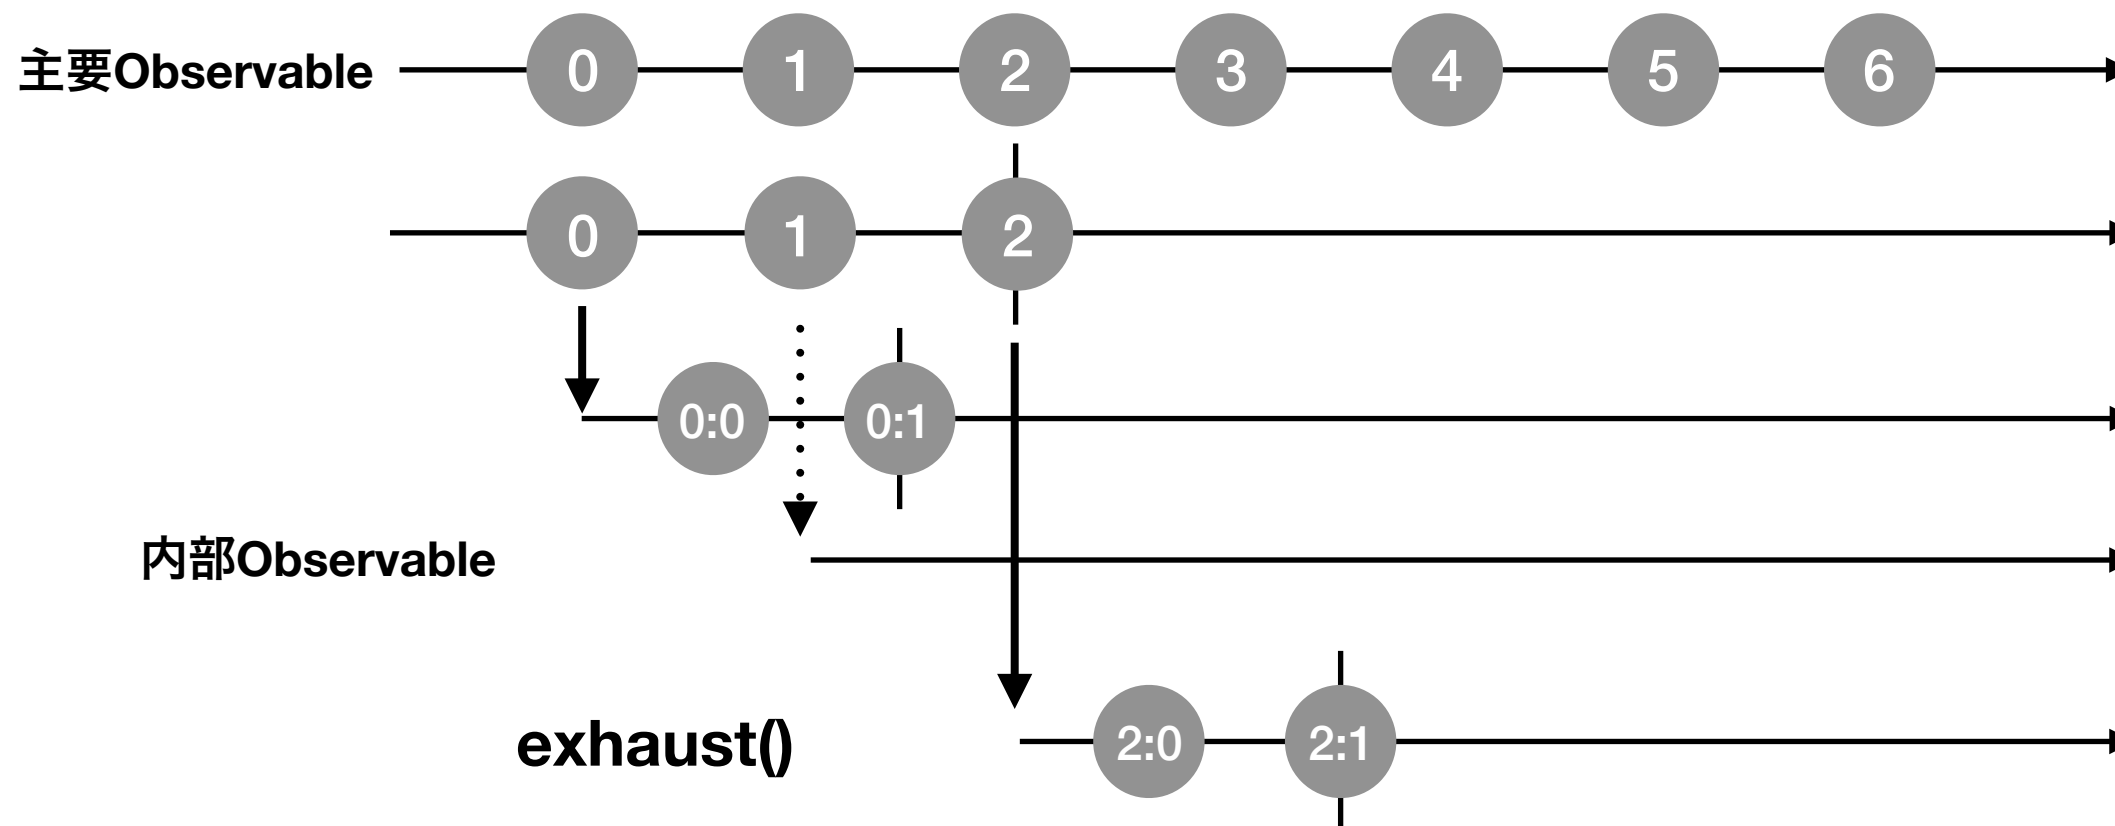 主要Observable 0 1 2 3 4 5 6
0 1 2
0:0 0:1
内部Observable
exhaust() 2:0 2:1